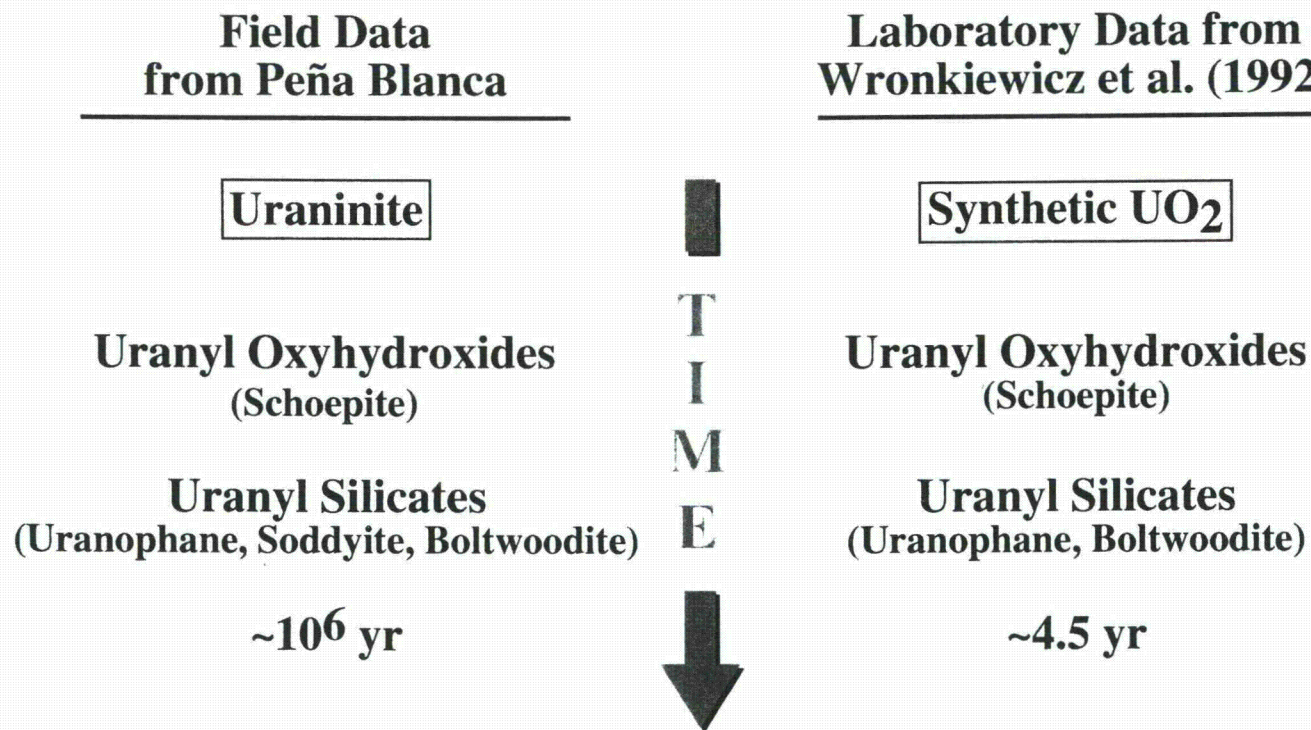 Field Data
from Peña Blanca
Uraninite
Uranyl Oxyhydroxides
(Schoepite)
Uranyl Silicates
(Uranophane, Soddyite, Boltwoodite)
~10⁶ yr
T
I
M
E
Laboratory Data from
Wronkiewicz et al. (1992
Synthetic UO₂
Uranyl Oxyhydroxides
(Schoepite)
Uranyl Silicates
(Uranophane, Boltwoodite)
~4.5 yr